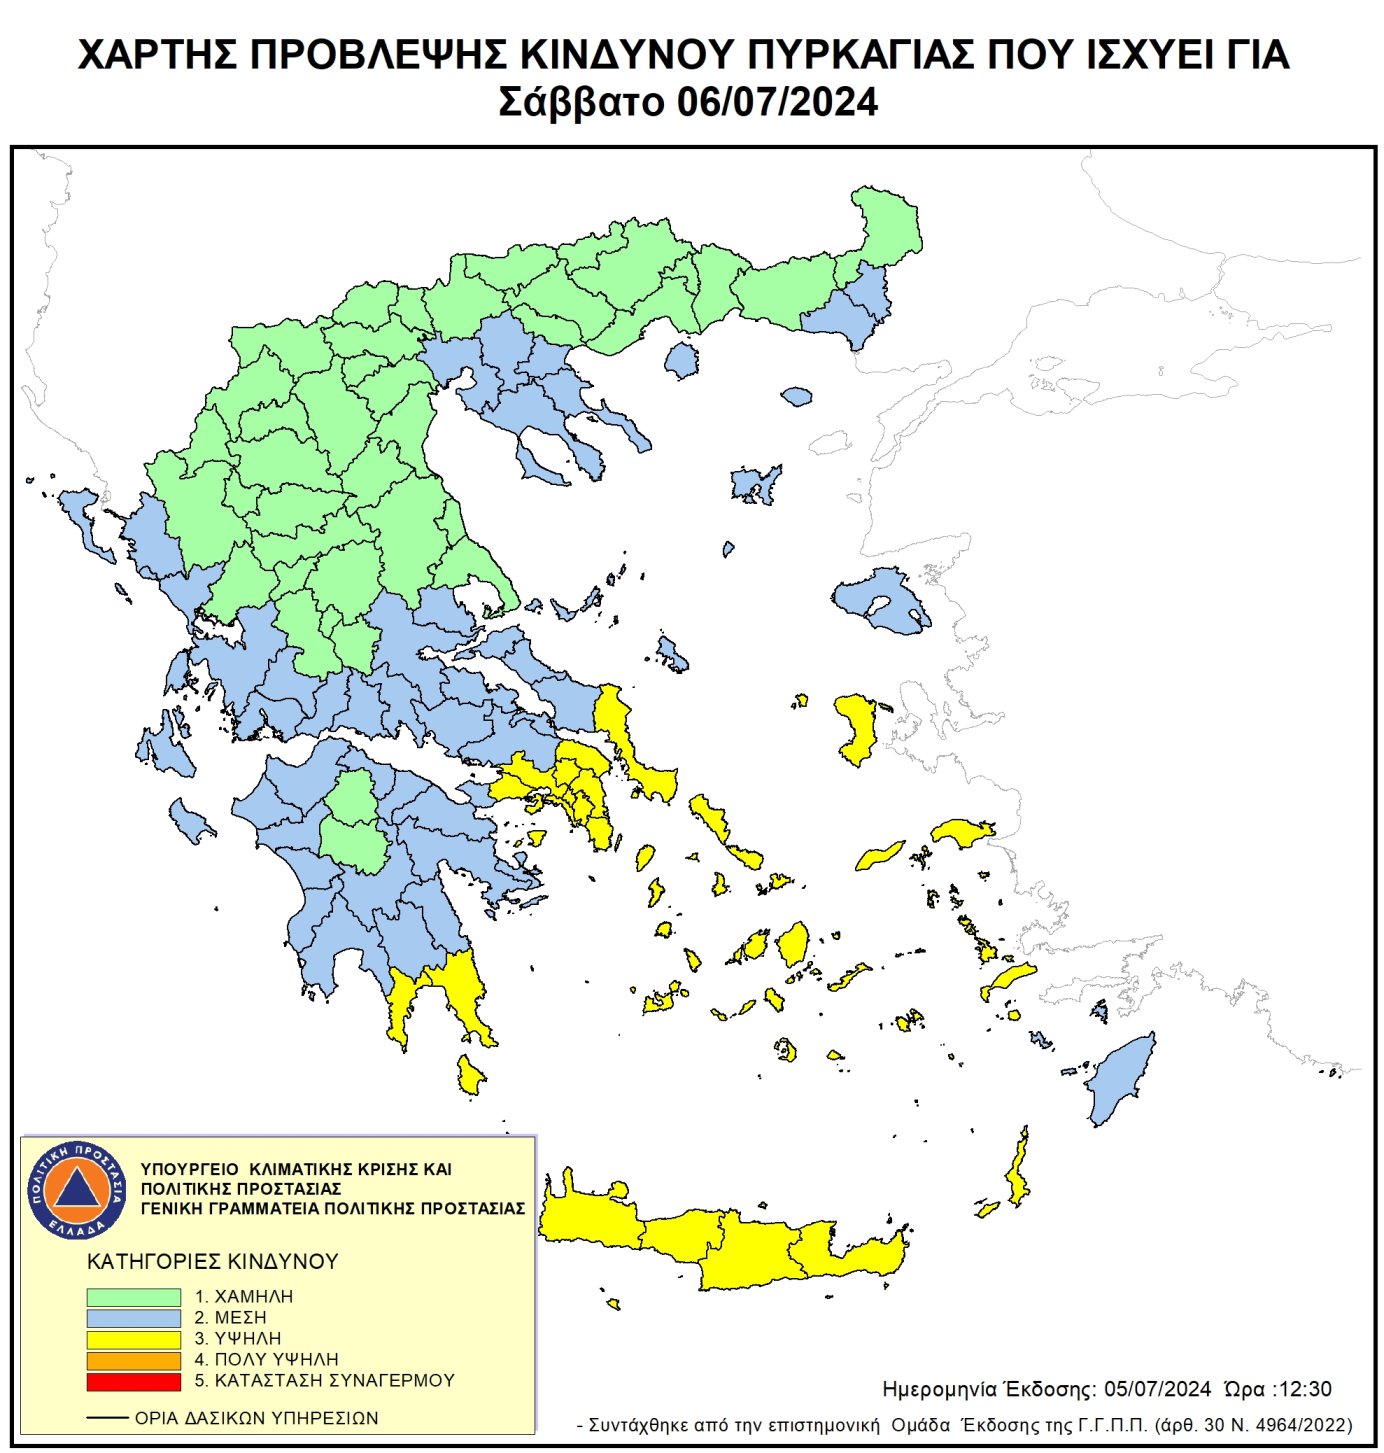 ΧΑΡΤΗΣ ΠΡΟΒΛΕΨΗΣ ΚΙΝΔΥΝΟΥ ΠΥΡΚΑΓΙΑΣ ΠΟΥ ΙΣΧΥΕΙ ΓΙΑ
Σάββατο 06/07/2024
ΠΟΛΙΤΙΚΗ ΠΡΟΣΤΑΣΙΑ
ΕΛΛΑΔΑ
ΥΠΟΥΡΓΕΙΟ ΚΛΙΜΑΤΙΚΗΣ ΚΡΙΣΗΣ ΚΑΙ
ΠΟΛΙΤΙΚΗΣ ΠΡΟΣΤΑΣΙΑΣ
ΓΕΝΙΚΗ ΓΡΑΜΜΑΤΕΙΑ ΠΟΛΙΤΙΚΗΣ ΠΡΟΣΤΑΣΙΑΣ
ΚΑΤΗΓΟΡΙΕΣ ΚΙΝΔΥΝΟΥ
1. ΧΑΜΗΛΗ
2. ΜΕΣΗ
3. ΥΨΗΛΗ
4. ΠΟΛΥ ΥΨΗΛΗ
5. ΚΑΤΑΣΤΑΣΗ ΣΥΝΑΓΕΡΜΟΥ
ΟΡΙΑ ΔΑΣΙΚΩΝ ΥΠΗΡΕΣΙΩΝ
Ημερομηνία Έκδοσης: 05/07/2024 Ώρα :12:30
- Συντάχθηκε από την επιστημονική Ομάδα Έκδοσης της Γ.Γ.Π.Π. (άρθ. 30 Ν. 4964/2022)